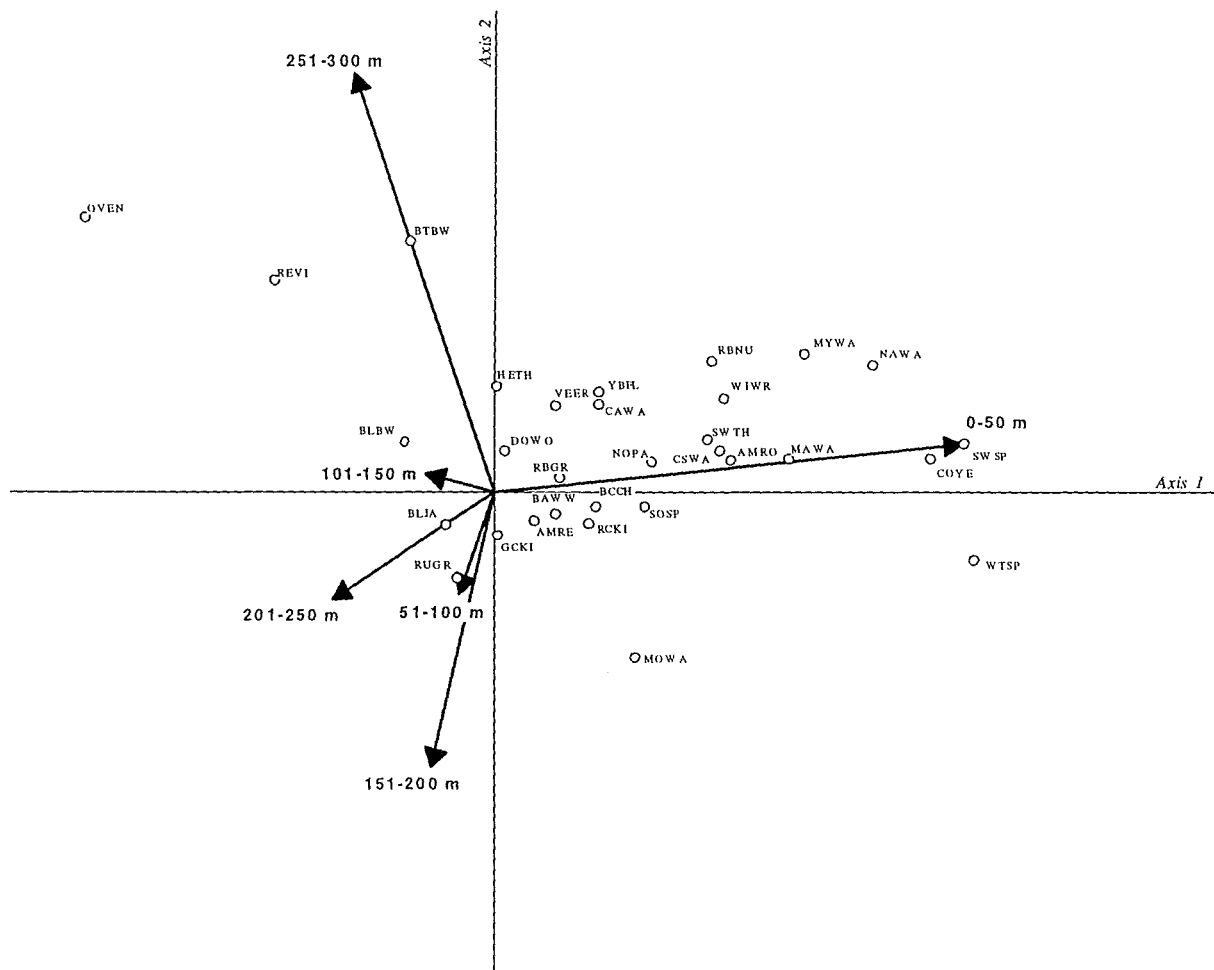 Axis 2
251-300 m
OVEN
BTBW
REVI
RBNU
MYWA
NAWA
HETH
VEER
YBFL
WIWR
CAWA
BLBW
DOWO
NOPA
SWTH
0-50 m
CSWA
AMRO
MAWA
SWSP
COYE
101-150 m
RBGR
Axis 1
BAWW
BCCH
SOSP
BLJA
AMRE
RCKI
GCKI
RUGR
WTSP
201-250 m
51-100 m
MOWA
151-200 m